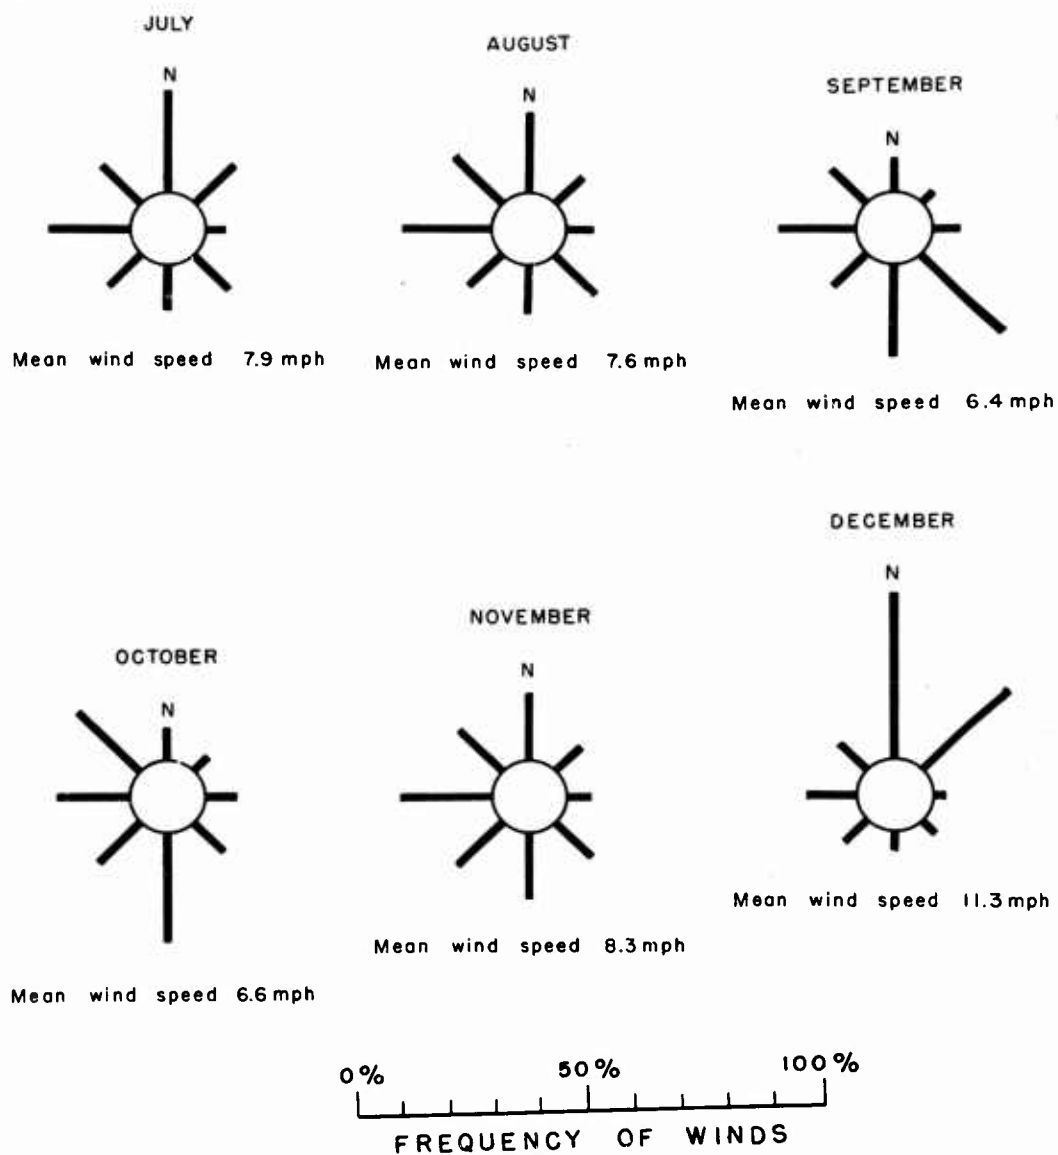 JULY
N
Mean wind speed 7.9 mph
AUGUST
N
Mean wind speed 7.6 mph
SEPTEMBER
N
Mean wind speed 6.4 mph
OCTOBER
N
Mean wind speed 6.6 mph
NOVEMBER
N
Mean wind speed 8.3 mph
DECEMBER
N
Mean wind speed 11.3 mph
0% 50% 100%
FREQUENCY OF WINDS